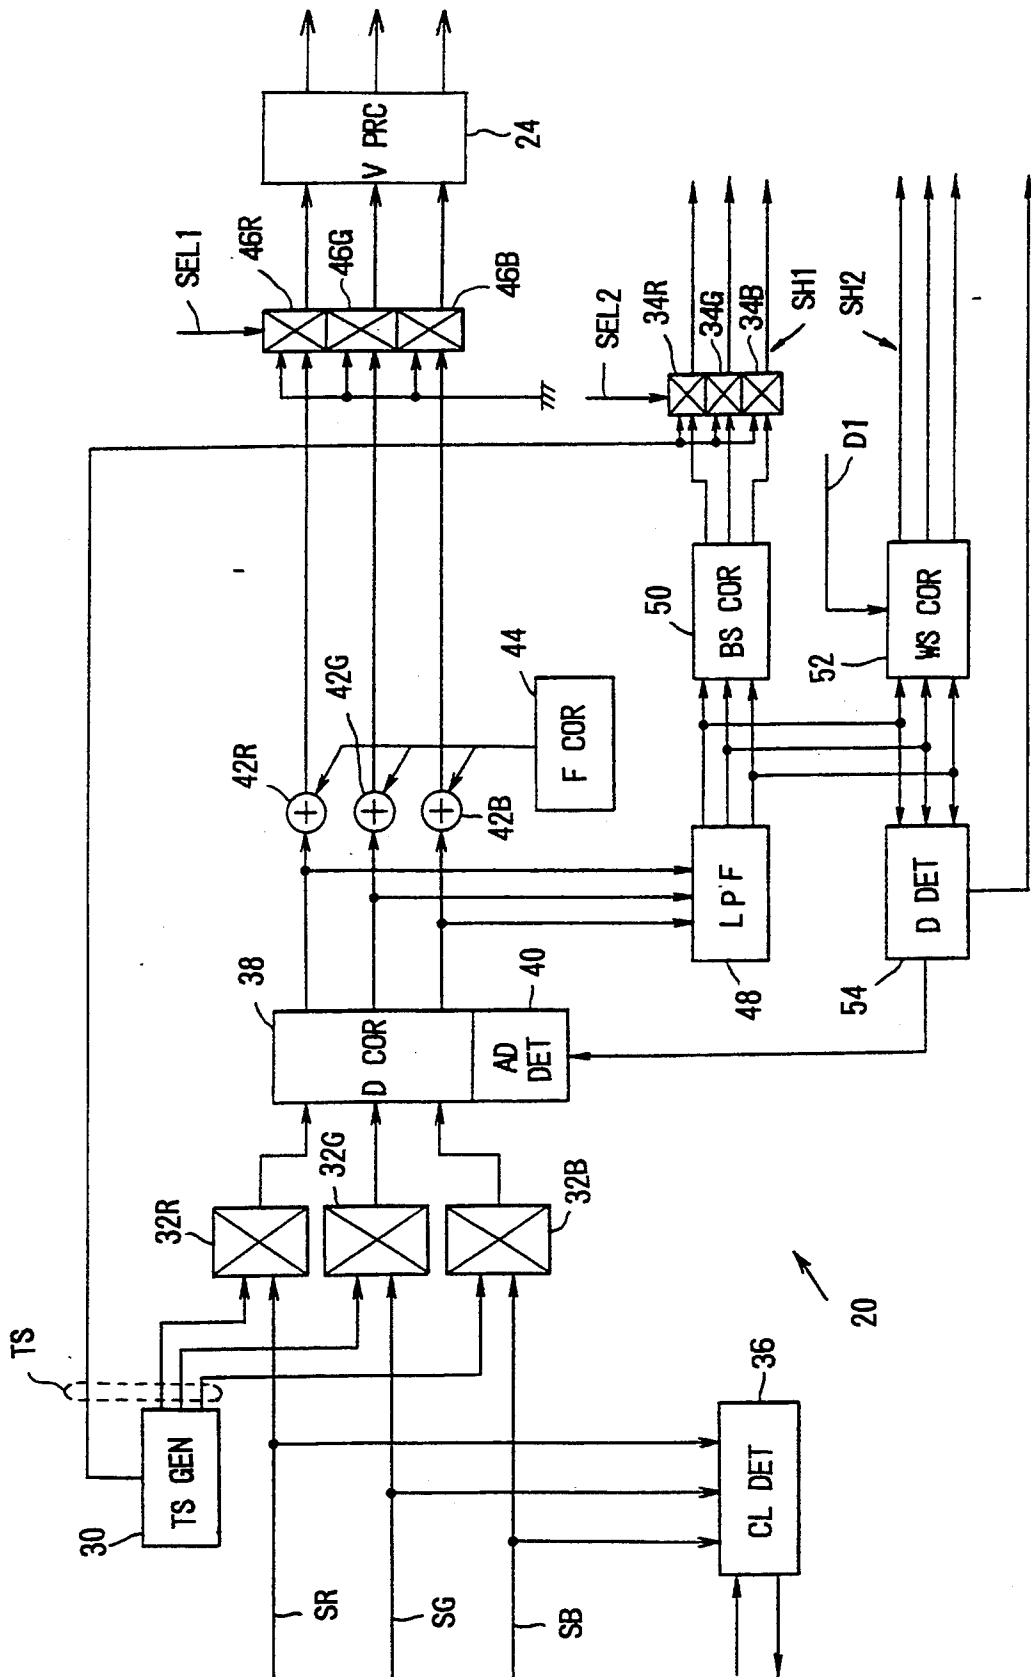 TS
30
TS GEN
SR
SG
SB
CL DET
36
20
32R
32G
32B
38
D COR
AD
DET
40
42R
42G
42B
F COR
44
SEL1
46R
46G
46B
V PRC
24
LP'F
48
50
BS COR
SEL2
34R
34G
34B
SH1
SH2
D1
52
WS COR
D DET
54